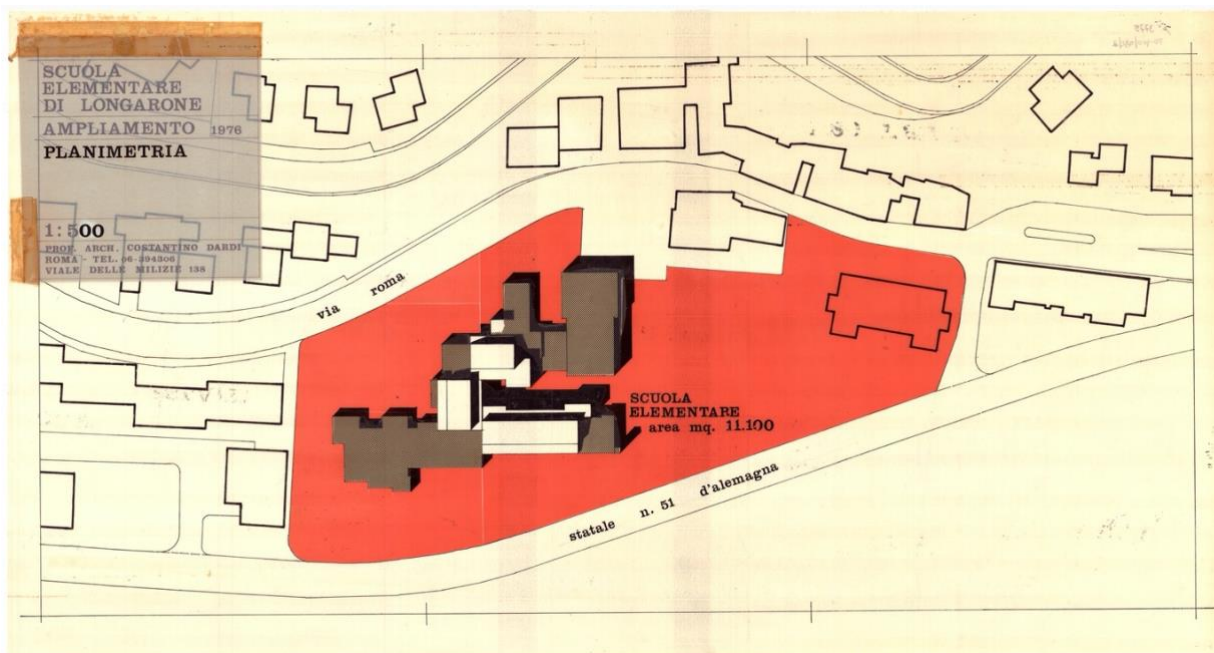 SCUOLA
ELEMENTARE
DI LONGARONE
AMPLIAMENTO 1976
PLANIMETRIA
1:500
PROF. ARCH. COSTANTINO DARDI
ROMA - TEL. 06-394306
VIALE DELLE MILIZIE 138
via roma
SCUOLA
ELEMENTARE
area mq. 11.100
statale n. 51 d'alemagna